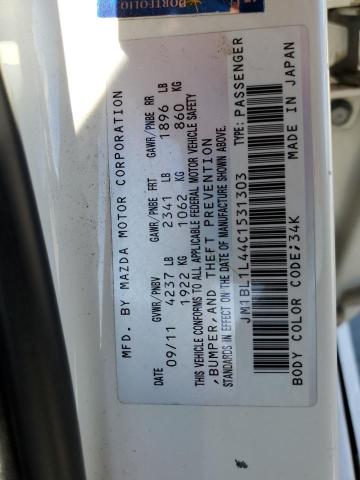 PORTFOLIO
MFD. BY MAZDA MOTOR CORPORATION
GVWR/PNBV GAWR/PNBE FRT GAWR/PNBE RR
DATE 09/11 4237 LB 2341 LB 1896 LB
1922 KG 1062 KG 860 KG
THIS VEHICLE CONFORMS TO ALL APPLICABLE FEDERAL MOTOR VEHICLE SAFETY
,BUMPER,AND THEFT PREVENTION
STANDARDS IN EFFECT ON THE DATE OF MANUFACTURE SHOWN ABOVE.
JM1BL1L44C1531303 TYPE:PASSENGER
BODY COLOR CODE:34K MADE IN JAPAN